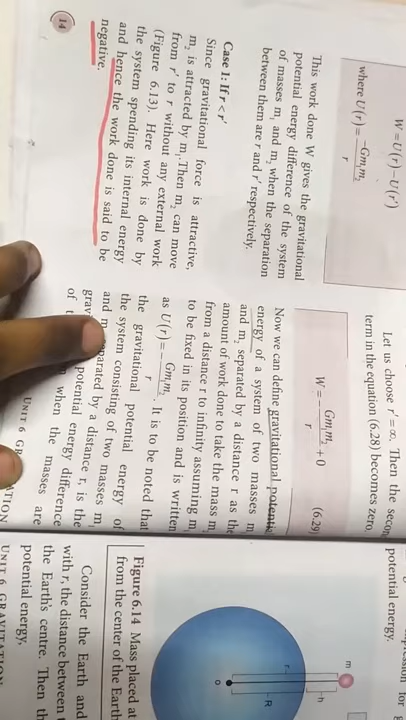 W = U(r) – U(r′)
where U(r) = -Gm₁m₂ / r
This work done W gives the gravitational
potential energy difference of the system
of masses m₁ and m₂ when the separation
between them are r and r′ respectively.
Case 1: If r < r′
Since gravitational force is attractive,
m₂ is attracted by m₁. Then m₂ can move
from r′ to r without any external work
(Figure 6.13). Here work is done by
the system spending its internal energy
and hence the work done is said to be
negative.
14
Let us choose r′ = ∞. Then the
term in the equation (6.28) becomes zero.
W = - Gm₁m₂ / r + 0 (6.29)
Now we can define gravitational
energy of a system of two masses m₁
and m₂ separated by a distance r as the
amount of work done to take the mass m
from a distance r to infinity assuming m
to be fixed in its position and is written
as U(r) = - Gm₁m₂ / r. It is to be noted that
the gravitational potential energy of
the system consisting of two masses m₁
and by a distance r, is the
potential energy difference
of when the masses are
UNIT 6
potential energy.
m
h
r
R
O
Figure 6.14 Mass placed at
from the center of the Earth
Consider the Earth and
with r, the distance between
the Earth's centre. Then
potential energy.
UNIT 6 GRAVITATION